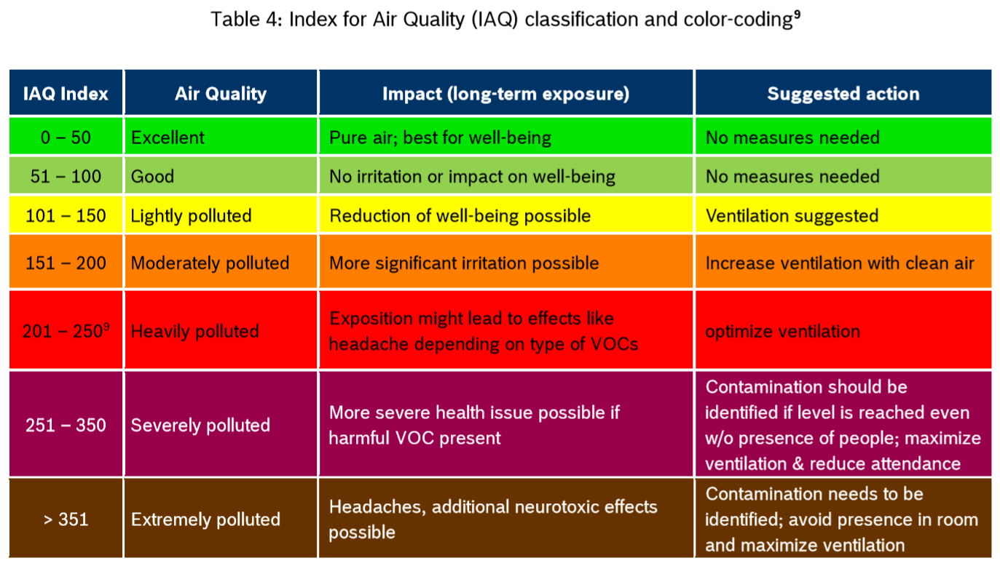 Table 4: Index for Air Quality (IAQ) classification and color-coding⁹
IAQ Index Air Quality Impact (long-term exposure) Suggested action
0 – 50 Excellent Pure air; best for well-being No measures needed
51 – 100 Good No irritation or impact on well-being No measures needed
101 – 150 Lightly polluted Reduction of well-being possible Ventilation suggested
151 – 200 Moderately polluted More significant irritation possible Increase ventilation with clean air
201 – 250⁹ Heavily polluted
Exposition might lead to effects like
headache depending on type of VOCs
optimize ventilation
251 – 350 Severely polluted
More severe health issue possible if
harmful VOC present
Contamination should be
identified if level is reached even
w/o presence of people; maximize
ventilation & reduce attendance
> 351 Extremely polluted
Headaches, additional neurotoxic effects
possible
Contamination needs to be
identified; avoid presence in room
and maximize ventilation